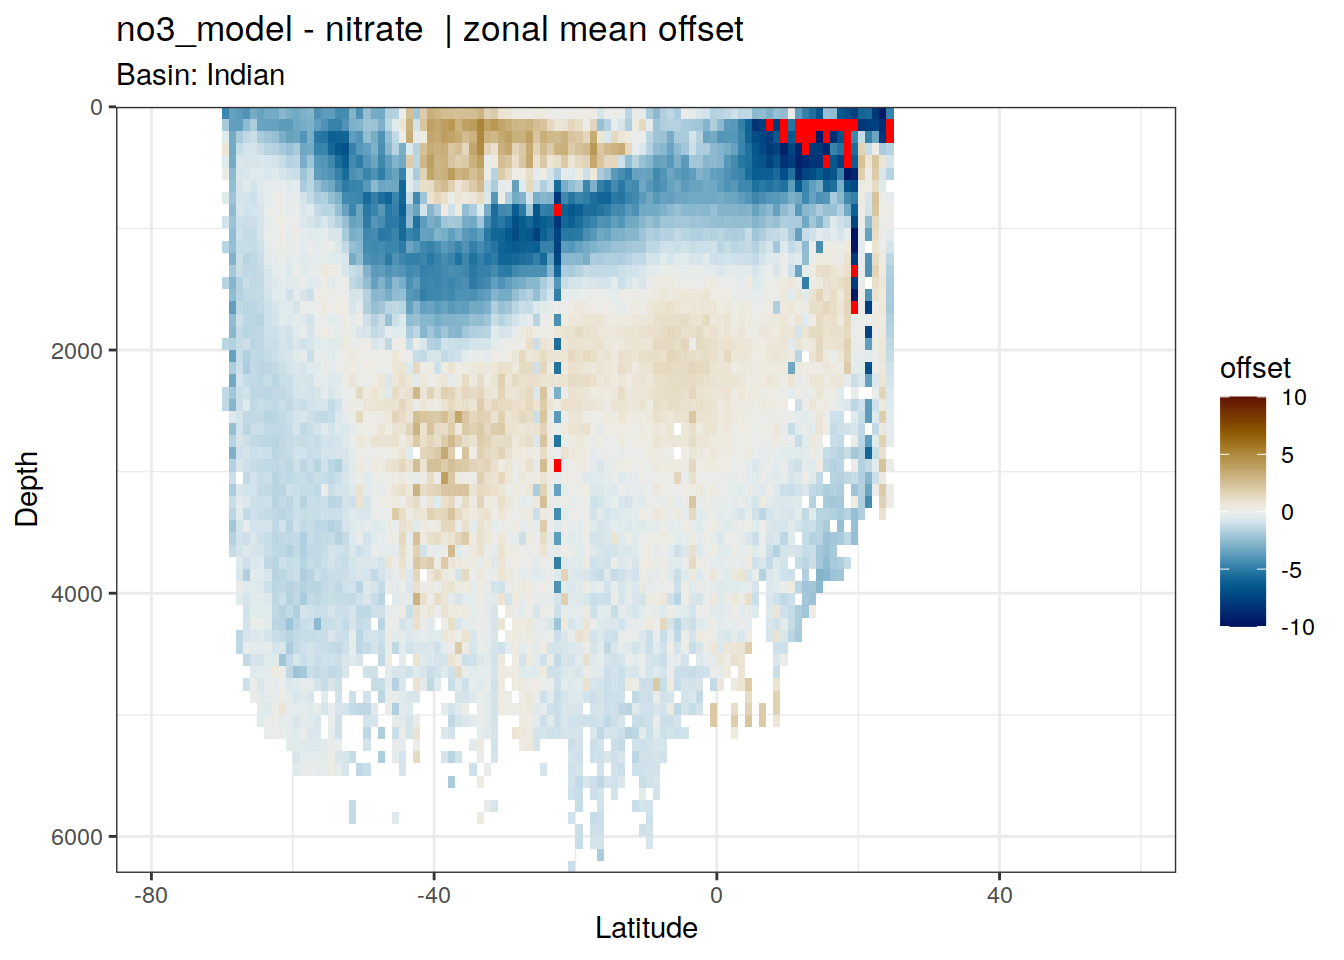 no3_model - nitrate  | zonal mean offset
Basin: Indian
0
2000
4000
6000
Depth
-80
-40
0
40
Latitude
offset
10
5
0
-5
-10